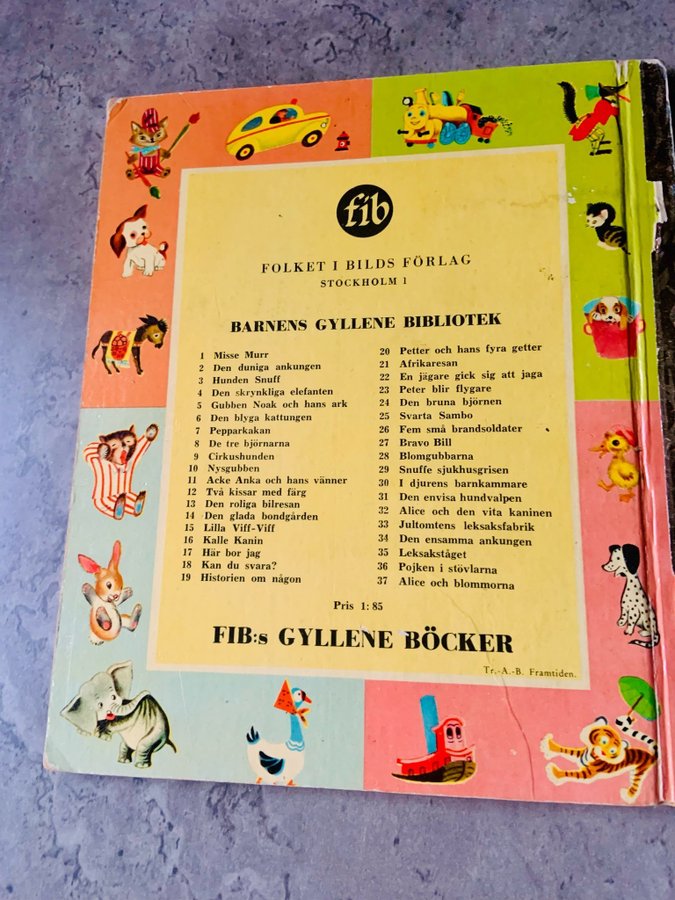 fib
FOLKET I BILDS FÖRLAG
STOCKHOLM 1
BARNENS GYLLENE BIBLIOTEK
1 Misse Murr
2 Den duniga ankungen
3 Hunden Snuff
4 Den skrynkliga elefanten
5 Gubben Noak och hans ark
6 Den blyga kattungen
7 Pepparkakan
8 De tre björnarna
9 Cirkushunden
10 Nysgubben
11 Acke Anka och hans vänner
12 Två kissar med färg
13 Den roliga bilresan
14 Den glada bondgården
15 Lilla Viff-Viff
16 Kalle Kanin
17 Här bor jag
18 Kan du svara?
19 Historien om någon
20 Petter och hans fyra getter
21 Afrikaresan
22 En jägare gick sig att jaga
23 Peter blir flygare
24 Den bruna björnen
25 Svarta Sambo
26 Fem små brandsoldater
27 Bravo Bill
28 Blomgubbarna
29 Snuffe sjukhusgrisen
30 I djurens barnkammare
31 Den envisa hundvalpen
32 Alice och den vita kaninen
33 Jultomtens leksaksfabrik
34 Den ensamma ankungen
35 Leksakståget
36 Pojken i stövlarna
37 Alice och blommorna
Pris 1:85
FIB:s GYLLENE BÖCKER
Tr.-A.-B. Framtiden.